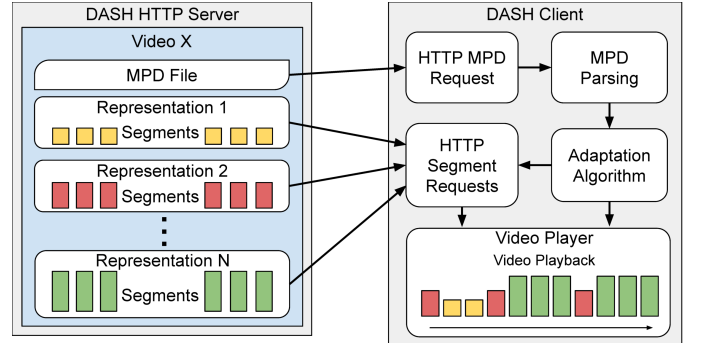 DASH HTTP Server
Video X
MPD File
Representation 1
Segments
Representation 2
Segments
Representation N
Segments
DASH Client
HTTP MPD
Request
MPD
Parsing
HTTP
Segment
Requests
Adaptation
Algorithm
Video Player
Video Playback